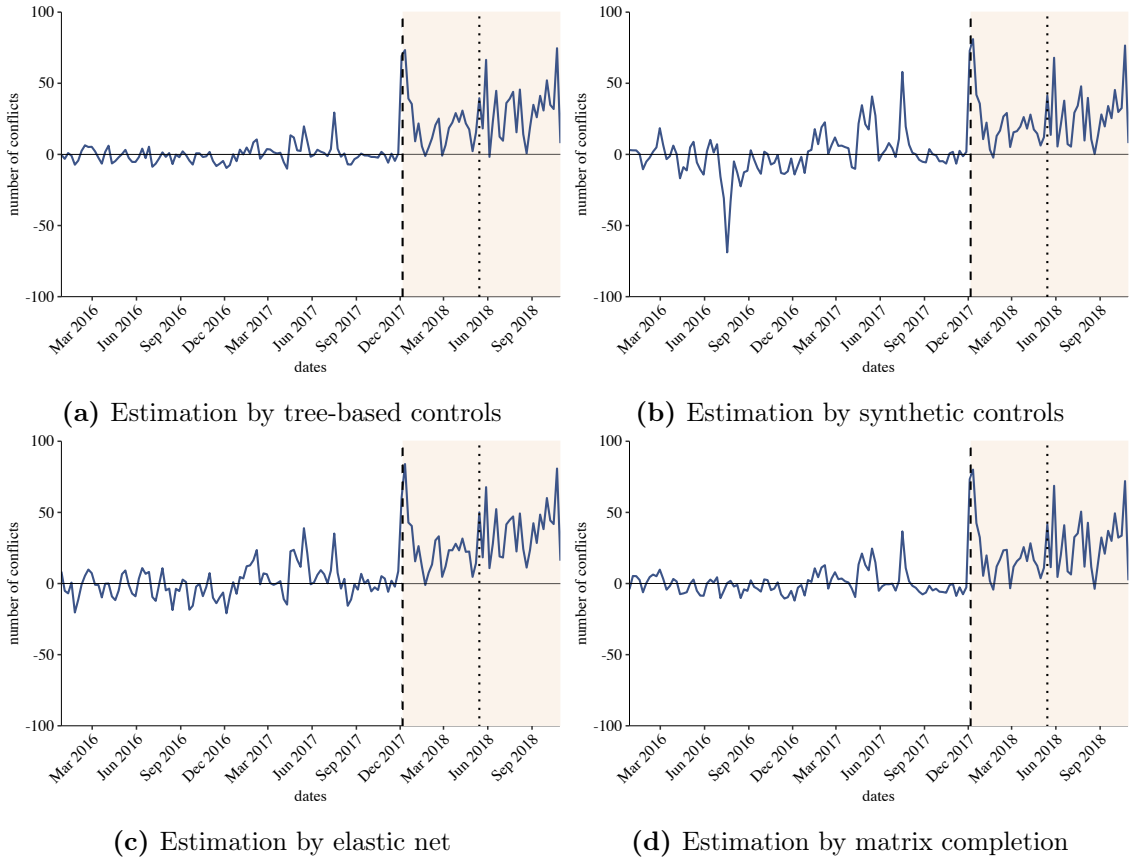 100
50
0
-50
-100
number of conflicts
Mar 2016
Jun 2016
Sep 2016
Dec 2016
Mar 2017
Jun 2017
Sep 2017
Dec 2017
Mar 2018
Jun 2018
Sep 2018
dates
(a) Estimation by tree-based controls
100
50
0
-50
-100
number of conflicts
Mar 2016
Jun 2016
Sep 2016
Dec 2016
Mar 2017
Jun 2017
Sep 2017
Dec 2017
Mar 2018
Jun 2018
Sep 2018
dates
(b) Estimation by synthetic controls
100
50
0
-50
-100
number of conflicts
Mar 2016
Jun 2016
Sep 2016
Dec 2016
Mar 2017
Jun 2017
Sep 2017
Dec 2017
Mar 2018
Jun 2018
Sep 2018
dates
(c) Estimation by elastic net
100
50
0
-50
-100
number of conflicts
Mar 2016
Jun 2016
Sep 2016
Dec 2016
Mar 2017
Jun 2017
Sep 2017
Dec 2017
Mar 2018
Jun 2018
Sep 2018
dates
(d) Estimation by matrix completion